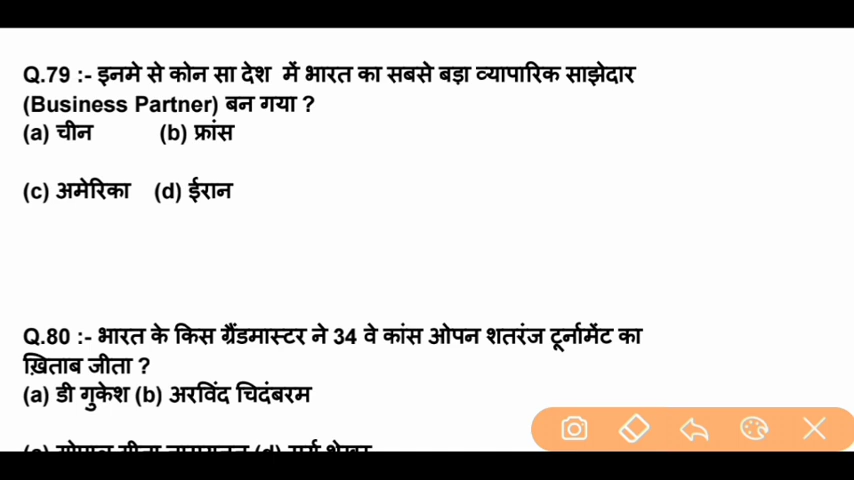 Q.79 :- इनमे से कोन सा देश में भारत का सबसे बड़ा व्यापारिक साझेदार
(Business Partner) बन गया ?
(a) चीन (b) फ्रांस
(c) अमेरिका (d) ईरान
Q.80 :- भारत के किस ग्रैंडमास्टर ने 34 वे कांस ओपन शतरंज टूर्नामेंट का
ख़िताब जीता ?
(a) डी गुकेश (b) अरविंद चिदंबरम